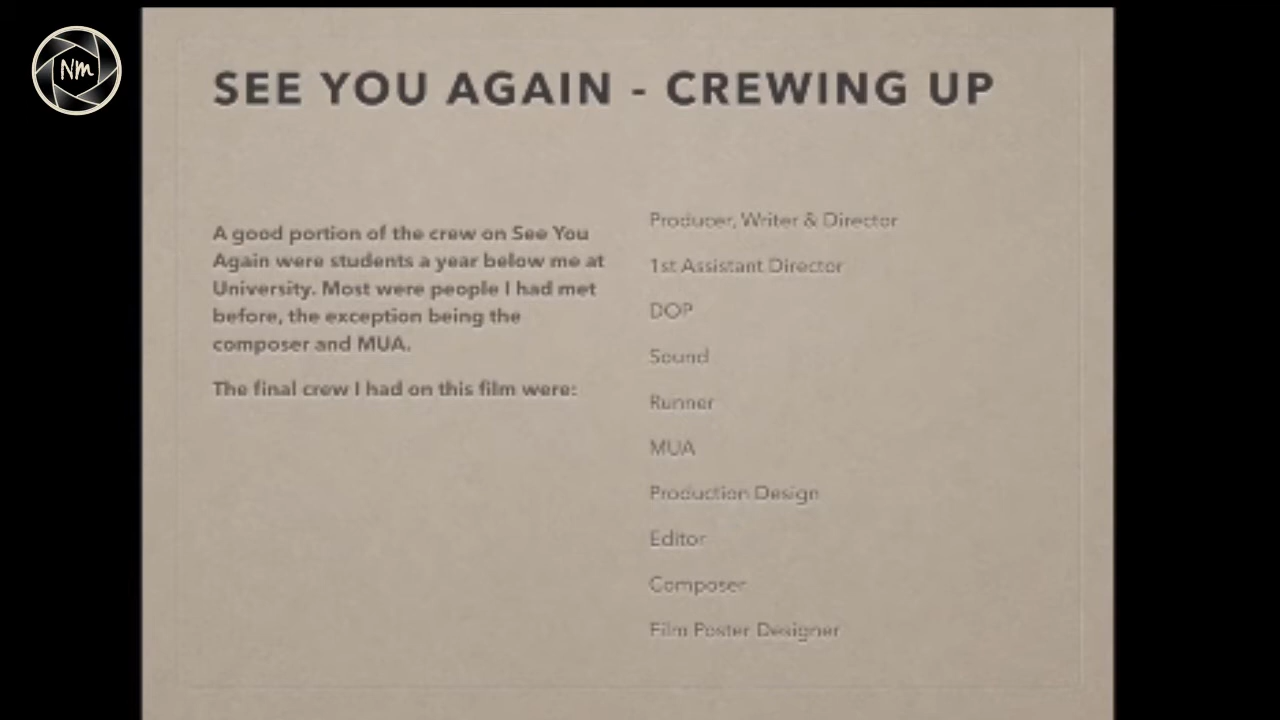 Nm
SEE YOU AGAIN - CREWING UP
A good portion of the crew on See You
Again were students a year below me at
University. Most were people I had met
before, the exception being the
composer and MUA.
The final crew I had on this film were:
Producer, Writer & Director
1st Assistant Director
DOP
Sound
Runner
MUA
Production Design
Editor
Composer
Film Poster Designer